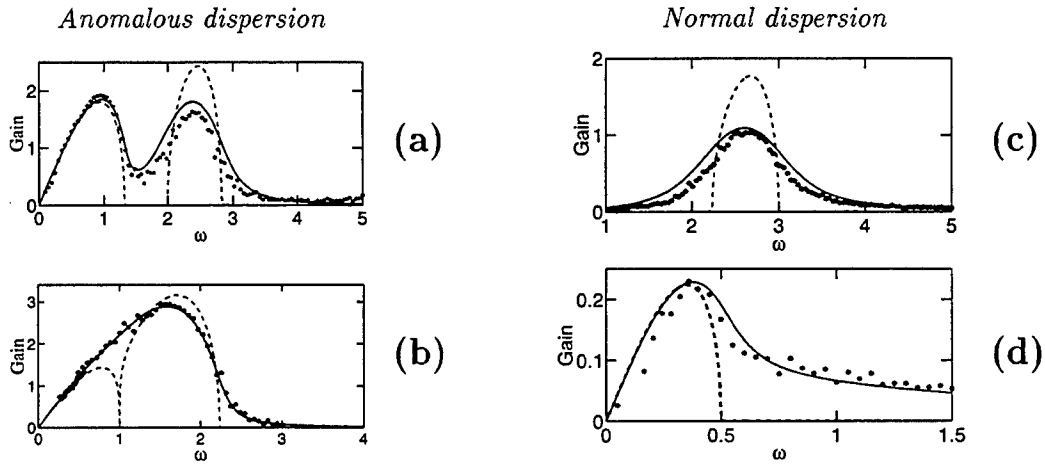 Anomalous dispersion
Normal dispersion
Gain
2
1
0
0 1 2 3 4 5
ω
(a)
Gain
2
1
0
1 2 3 4 5
ω
(c)
Gain
3
2
1
0
0 1 2 3 4
ω
(b)
Gain
0.2
0.1
0
0 0.5 1 1.5
ω
(d)